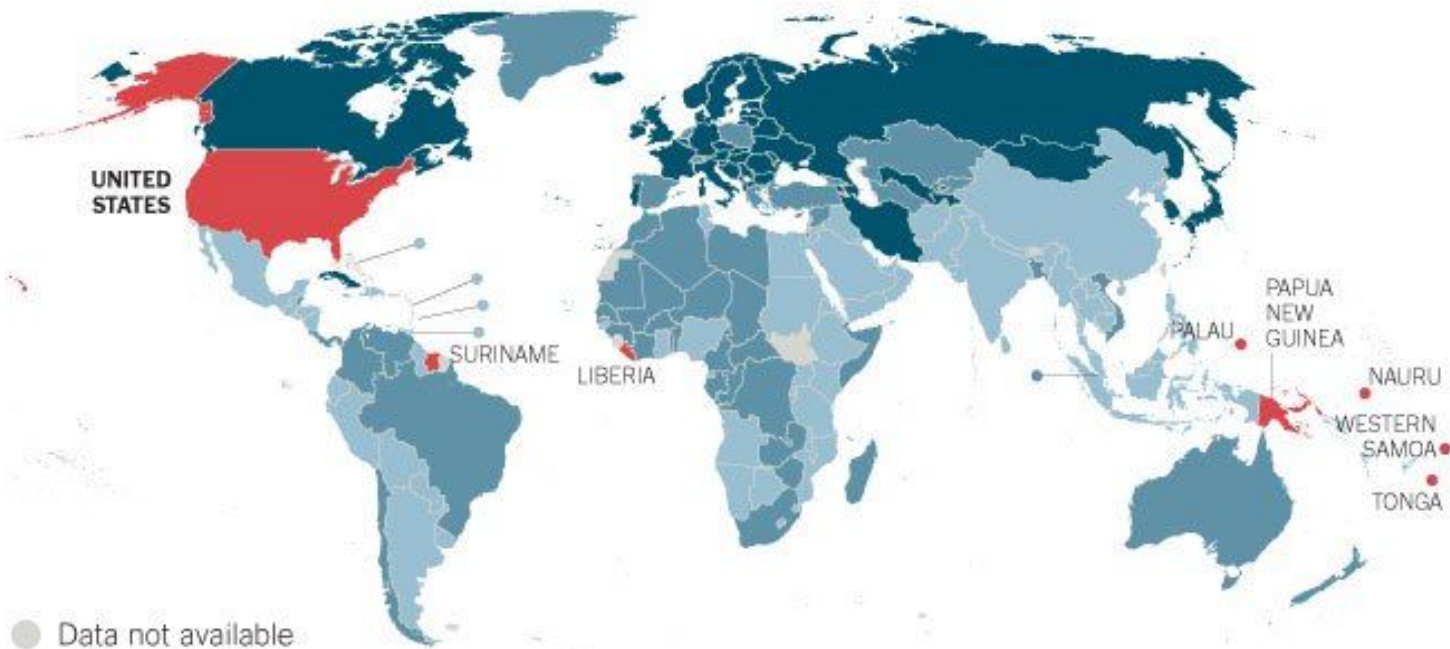 UNITED
STATES
SURINAME
LIBERIA
PALAU
PAPUA
NEW
GUINEA
NAURU
WESTERN
SAMOA
TONGA
Data not available